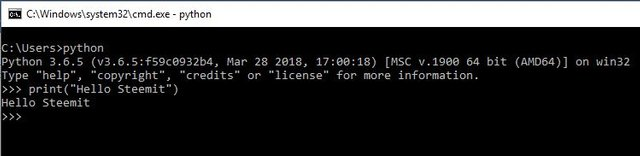 C:\Windows\system32\cmd.exe - python
C:\Users>python
Python 3.6.5 (v3.6.5:f59c0932b4, Mar 28 2018, 17:00:18) [MSC v.1900 64 bit (AMD64)] on win32
Type "help", "copyright", "credits" or "license" for more information.
>>> print("Hello Steemit")
Hello Steemit
>>>